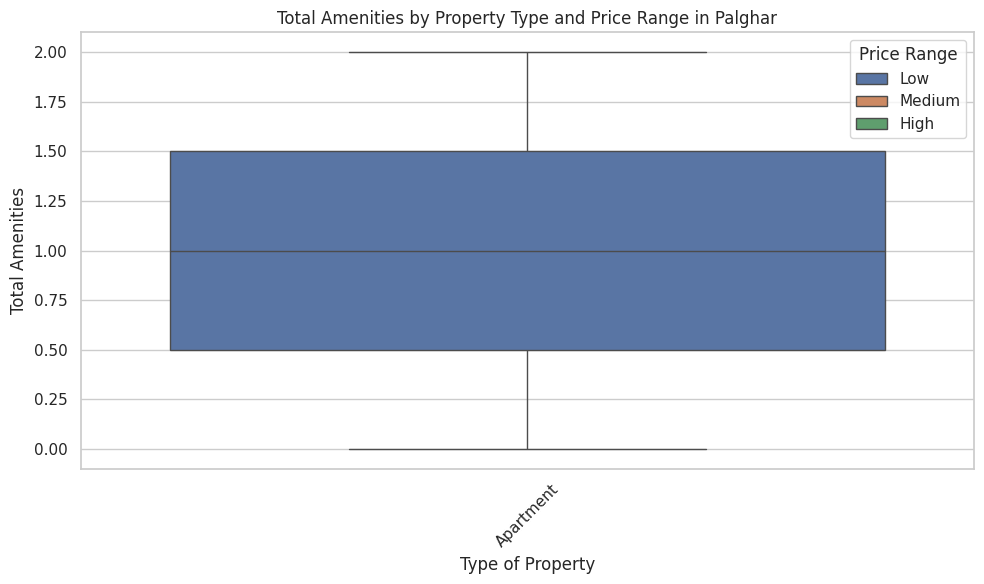 Total Amenities by Property Type and Price Range in Palghar
Price Range
Low
Medium
High
Total Amenities
2.00
1.75
1.50
1.25
1.00
0.75
0.50
0.25
0.00
Apartment
Type of Property